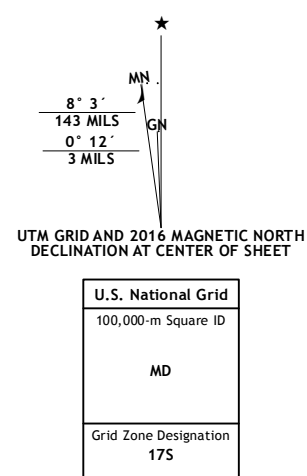 ★
MN
8° 3´
143 MILS
GN
0° 12´
3 MILS
UTM GRID AND 2016 MAGNETIC NORTH
DECLINATION AT CENTER OF SHEET
U.S. National Grid
100,000-m Square ID
MD
Grid Zone Designation
17S